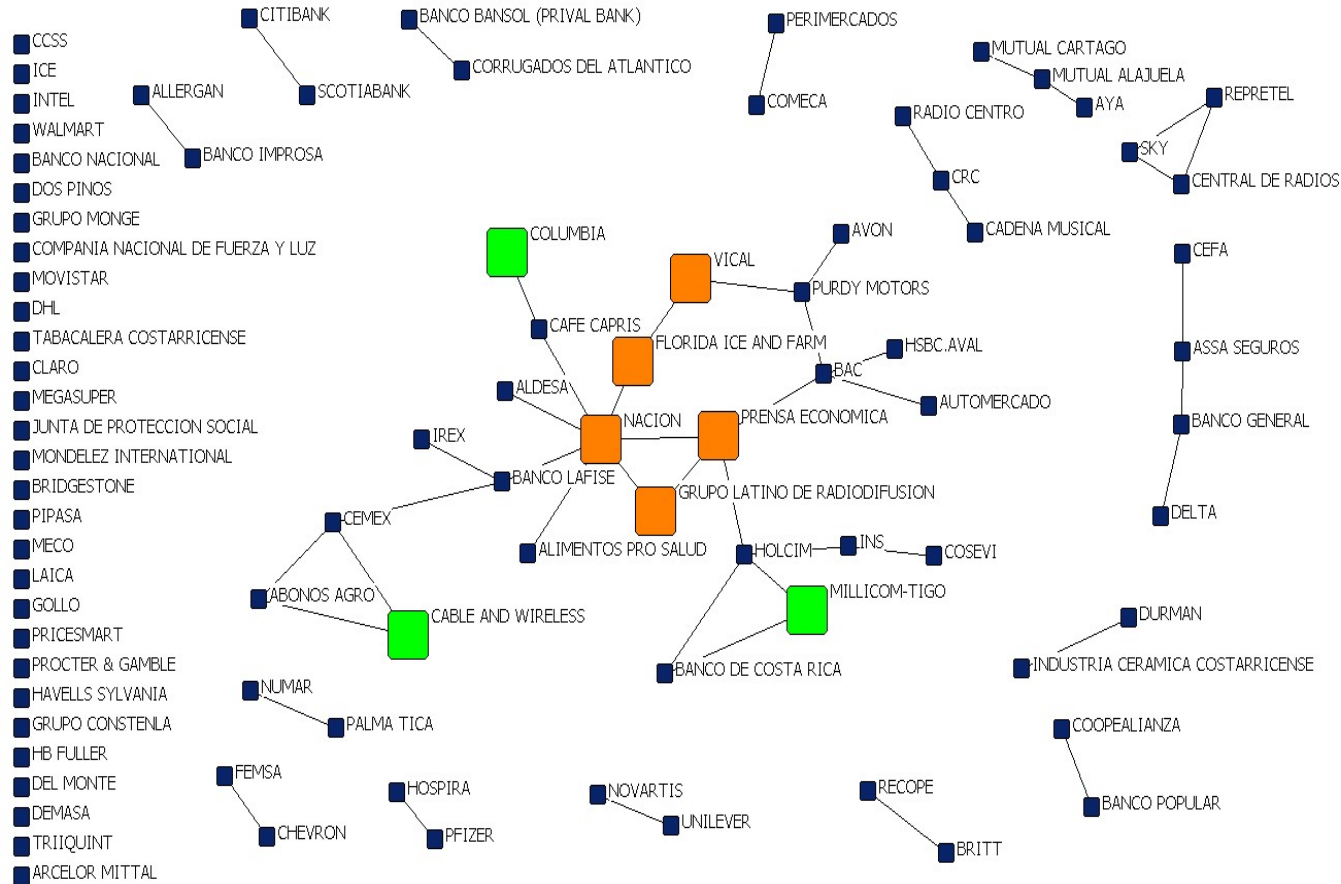 CCSS
ICE
INTEL
WALMART
BANCO NACIONAL
DOS PINOS
GRUPO MONGE
COMPANIA NACIONAL DE FUERZA Y LUZ
MOVISTAR
DHL
TABACALERA COSTARRICENSE
CLARO
MEGASUPER
JUNTA DE PROTECCION SOCIAL
MONDELEZ INTERNATIONAL
BRIDGESTONE
PIPASA
MECO
LAICA
GOLLO
PRICESMART
PROCTER & GAMBLE
HAVELLS SYLVANIA
GRUPO CONSTENLA
HB FULLER
DEL MONTE
DEMASA
TRIIQUINT
ARCELOR MITTAL
CITIBANK
SCOTIABANK
ALLERGAN
BANCO IMPROSA
BANCO BANSOL (PRIVAL BANK)
CORRUGADOS DEL ATLANTICO
PERIMERCADOS
COMECA
MUTUAL CARTAGO
MUTUAL ALAJUELA
AYA
RADIO CENTRO
CRC
CADENA MUSICAL
REPRETEL
SKY
CENTRAL DE RADIOS
COLUMBIA
CAFE CAPRIS
VICAL
FLORIDA ICE AND FARM
AVON
PURDY MOTORS
HSBC.AVAL
BAC
AUTOMERCADO
ALDESA
NACION
PRENSA ECONOMICA
IREX
BANCO LAFISE
GRUPO LATINO DE RADIODIFUSION
CEMEX
ALIMENTOS PRO SALUD
HOLCIM
INS
COSEVI
ABONOS AGRO
CABLE AND WIRELESS
MILLICOM-TIGO
BANCO DE COSTA RICA
CEFA
ASSA SEGUROS
BANCO GENERAL
DELTA
DURMAN
INDUSTRIA CERAMICA COSTARRICENSE
NUMAR
PALMA TICA
COOPEALIANZA
BANCO POPULAR
FEMSA
CHEVRON
HOSPIRA
PFIZER
NOVARTIS
UNILEVER
RECOPE
BRITT